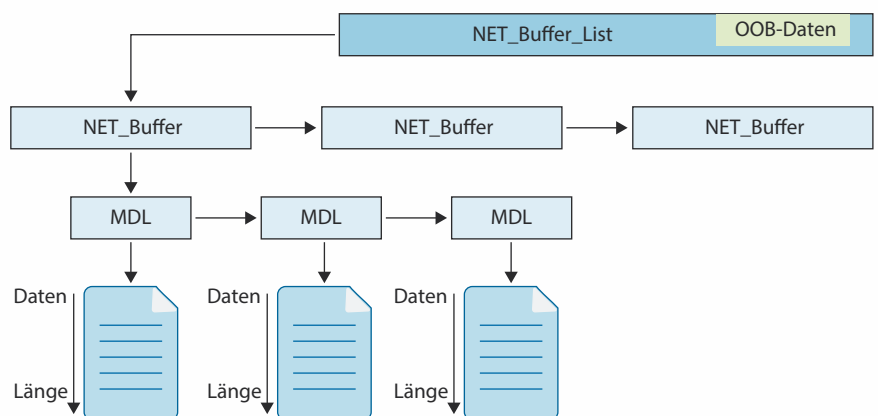 NET_Buffer_List
OOB-Daten
NET_Buffer NET_Buffer NET_Buffer
MDL MDL MDL
Daten Daten Daten
Länge Länge Länge